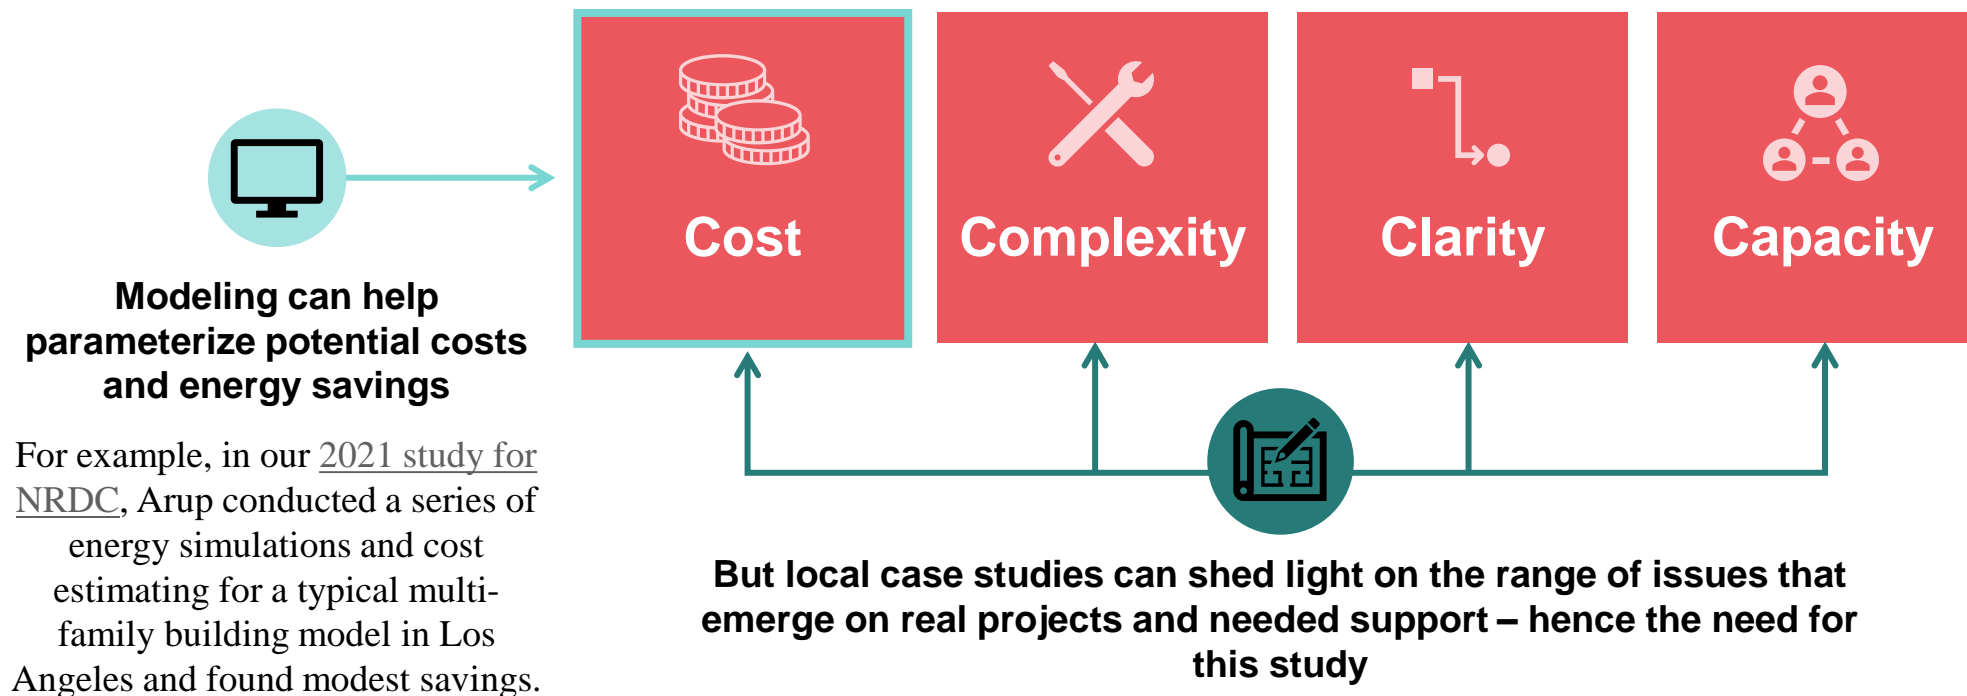 Cost
Complexity
Clarity
Capacity
Modeling can help
parameterize potential costs
and energy savings
For example, in our 2021 study for
NRDC, Arup conducted a series of
energy simulations and cost
estimating for a typical multi-
family building model in Los
Angeles and found modest savings.
But local case studies can shed light on the range of issues that
emerge on real projects and needed support – hence the need for
this study